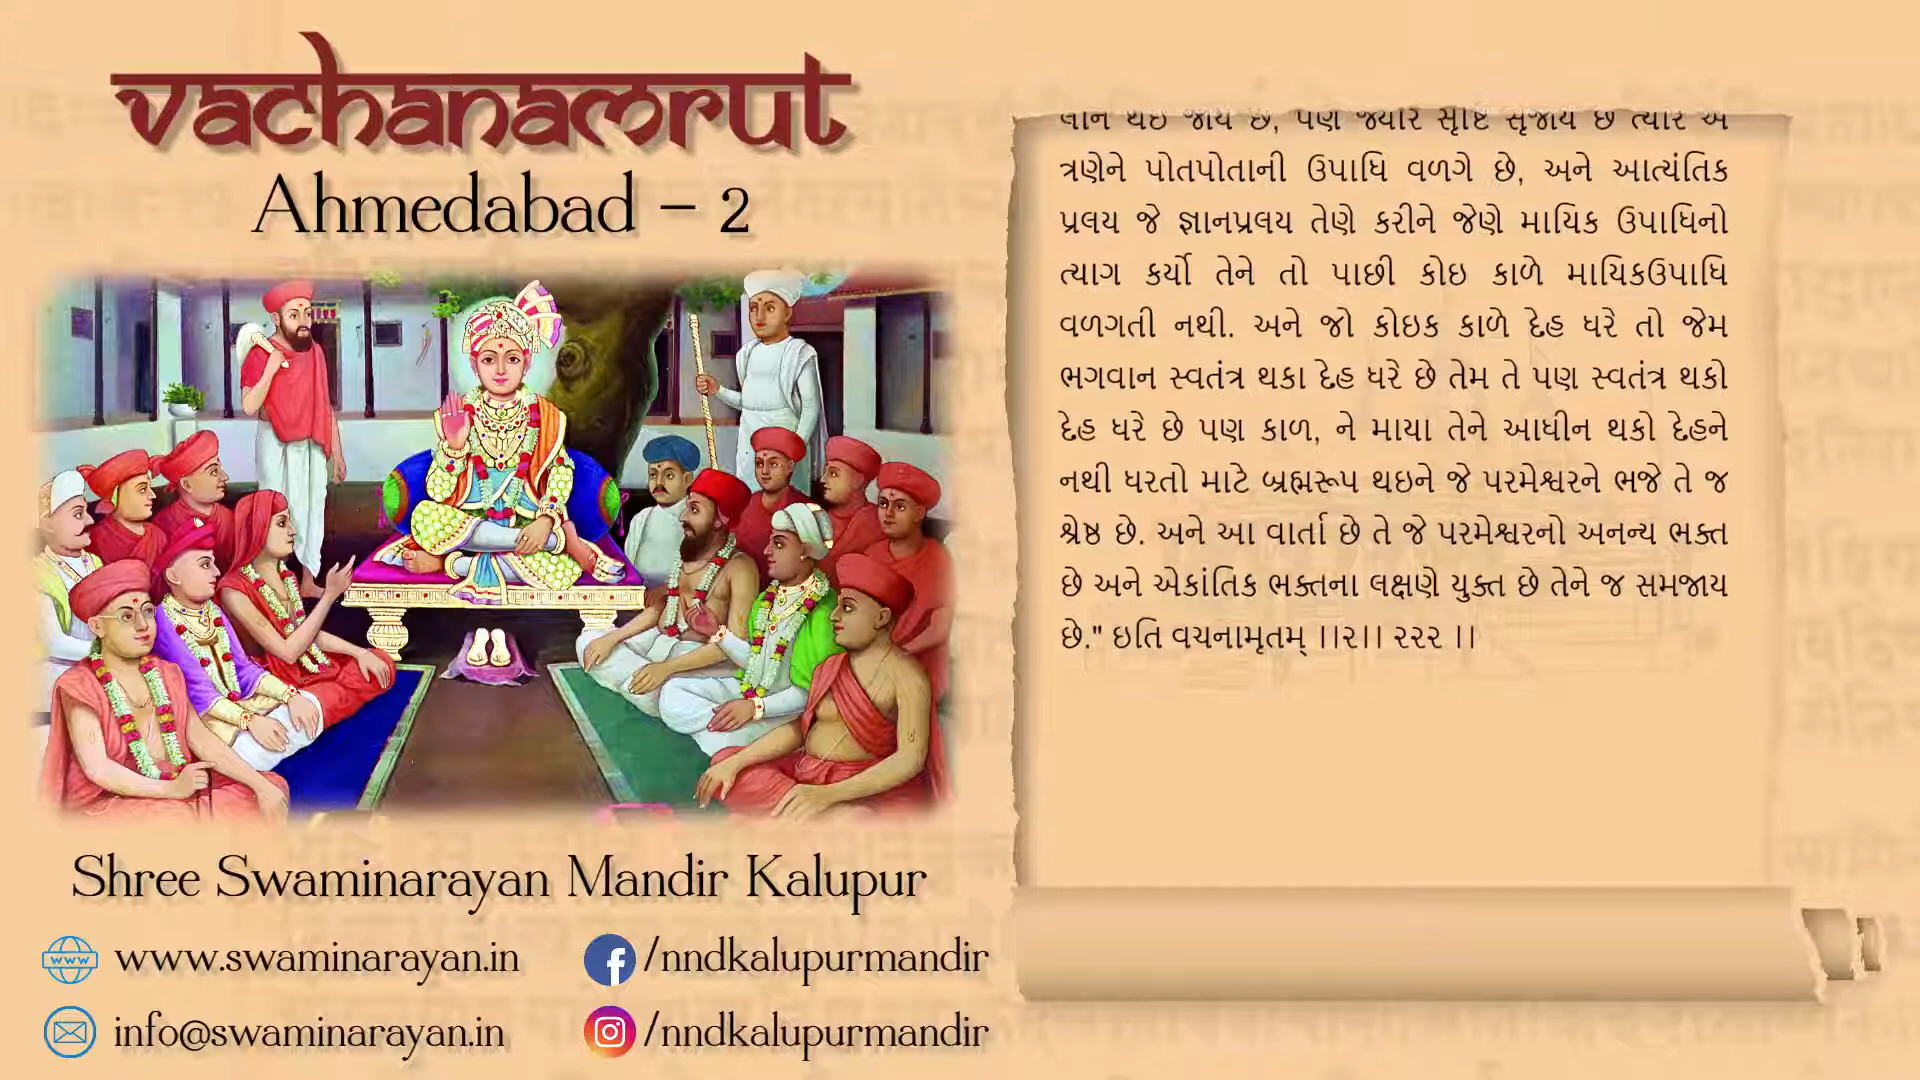 vachanamrut
Ahmedabad – 2
લીન થઇ જાય છે, પણ જ્યારે સૃષ્ટિ સૃજાય છે ત્યારે એ
ત્રણેને પોતપોતાની ઉપાધિ વળગે છે, અને આત્યંતિક
પ્રલય જે જ્ઞાનપ્રલય તેણે કરીને જેણે માયિક ઉપાધિનો
ત્યાગ કર્યો તેને તો પાછી કોઇ કાળે માયિકઉપાધિ
વળગતી નથી. અને જો કોઇક કાળે દેહ ધરે તો જેમ
ભગવાન સ્વતંત્ર થકા દેહ ધરે છે તેમ તે પણ સ્વતંત્ર થકો
દેહ ધરે છે પણ કાળ, ને માયા તેને આધીન થકો દેહને
નથી ધરતો માટે બ્રહ્મરૂપ થઇને જે પરમેશ્વરને ભજે તે જ
શ્રેષ્ઠ છે. અને આ વાર્તા છે તે જે પરમેશ્વરનો અનન્ય ભક્ત
છે અને એકાંતિક ભક્તના લક્ષણે યુક્ત છે તેને જ સમજાય
છે." ઇતિ વચનામૃતમ્ ।।૨।। ૨૨૨ ।।
Shree Swaminarayan Mandir Kalupur
www.swaminarayan.in
/nndkalupurmandir
info@swaminarayan.in
/nndkalupurmandir